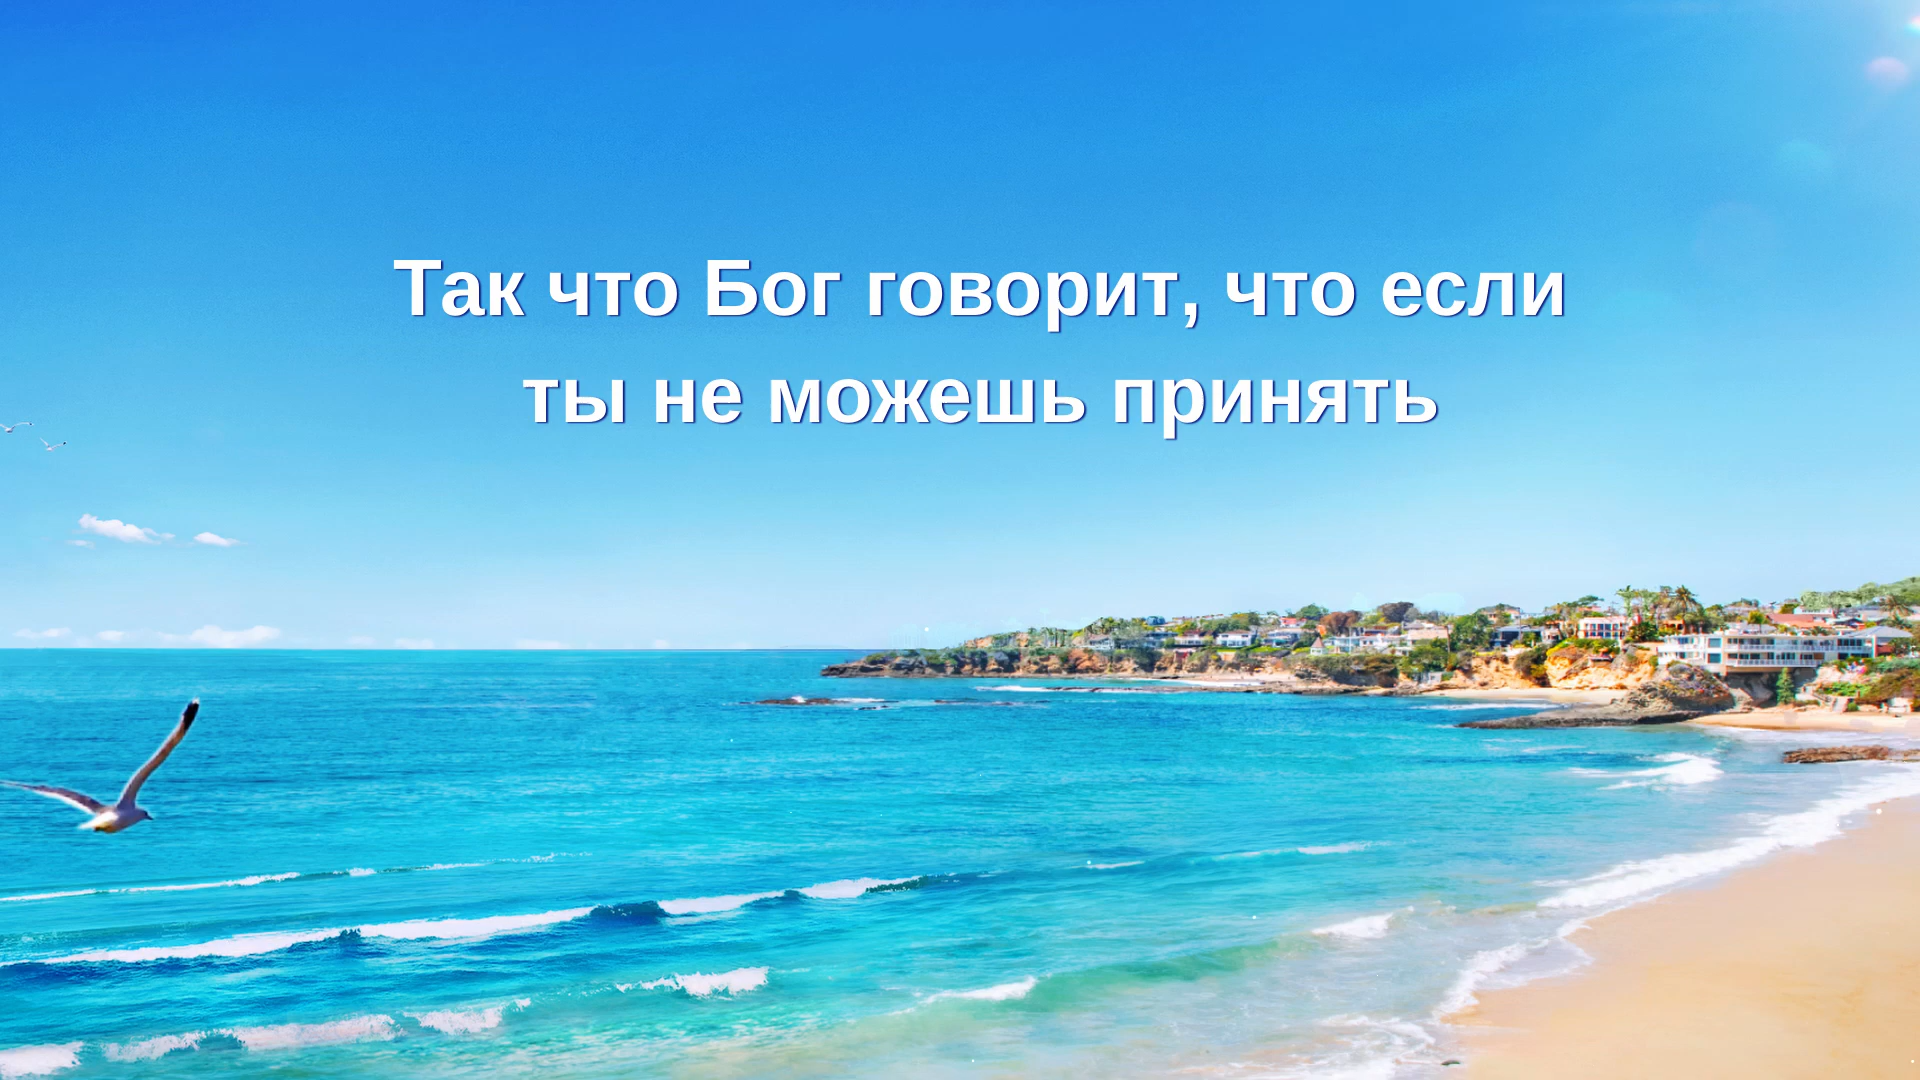 Так что Бог говорит, что если
ты не можешь принять